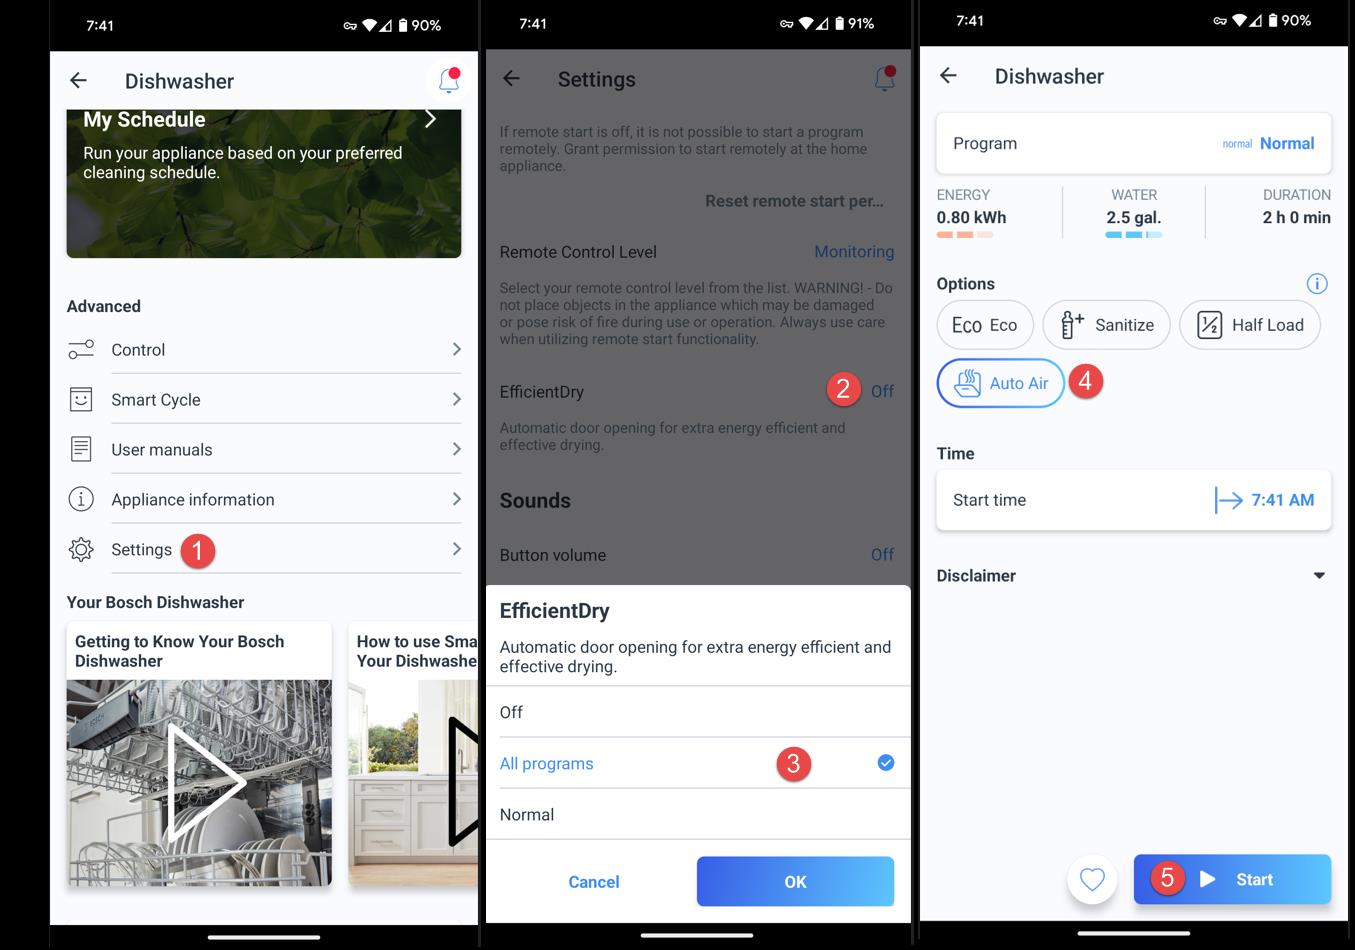 7:41
90%
Dishwasher
My Schedule
Run your appliance based on your preferred
cleaning schedule.
Advanced
Control
Smart Cycle
User manuals
Appliance information
Settings 1
Your Bosch Dishwasher
Getting to Know Your Bosch
Dishwasher
How to use Sma
Your Dishwashe
BOSCH
7:41
91%
Settings
If remote start is off, it is not possible to start a program
remotely. Grant permission to start remotely at the home
appliance.
Reset remote start per...
Remote Control Level Monitoring
Select your remote control level from the list. WARNING! - Do
not place objects in the appliance which may be damaged
or pose risk of fire during use or operation. Always use care
when utilizing remote start functionality.
EfficientDry 2 Off
Automatic door opening for extra energy efficient and
effective drying.
Sounds
Button volume Off
EfficientDry
Automatic door opening for extra energy efficient and
effective drying.
Off
All programs 3
Normal
Cancel OK
7:41
90%
Dishwasher
Program normal Normal
ENERGY WATER DURATION
0.80 kWh 2.5 gal. 2 h 0 min
Options i
Eco Eco Sanitize 1/2 Half Load
Auto Air 4
Time
Start time 7:41 AM
Disclaimer
5 Start